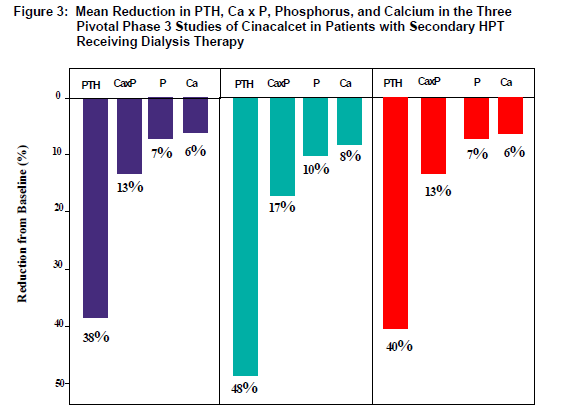 Figure 3: Mean Reduction in PTH, Ca x P, Phosphorus, and Calcium in the Three
Pivotal Phase 3 Studies of Cinacalcet in Patients with Secondary HPT
Receiving Dialysis Therapy
PTH CaxP P Ca
PTH CaxP P Ca
PTH CaxP P Ca
Reduction from Baseline (%)
0
10
20
30
40
50
38%
13%
7%
6%
48%
17%
10%
8%
40%
13%
7%
6%